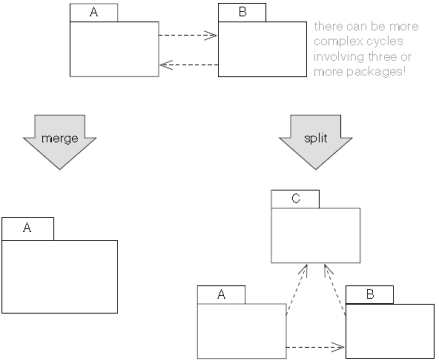 A
B
there can be more
complex cycles
involving three or
more packages!
merge
split
A
C
A
B